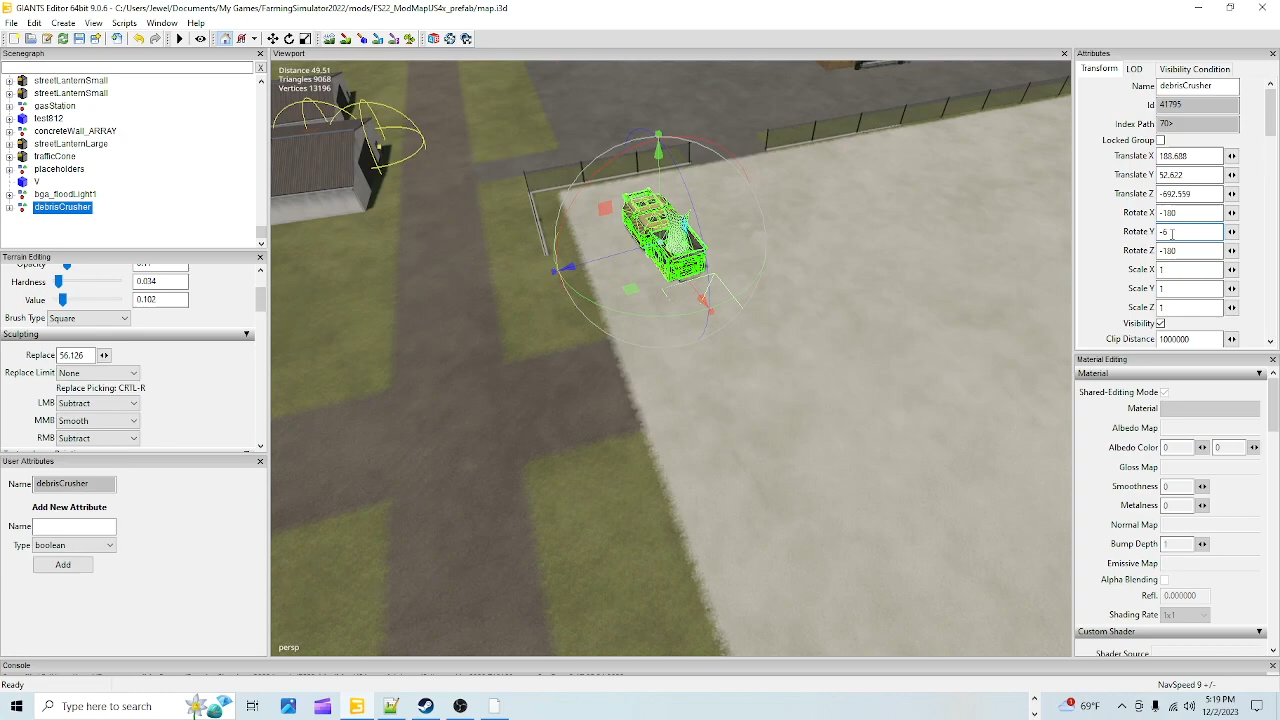 GIANTS Editor 64bit 9.0.6 - C:/Users/Jewel/Documents/My Games/FarmingSimulator2022/mods/FS22_ModMapUS4x_prefab/map.i3d
File Edit View Create Scripts Window Help
Scenegraph
X
streetLanternSmall
streetLanternSmall
gasStation
test812
concreteWall_ARRAY
streetLanternLarge
trafficCone
placeholders
V
bga_floodLight1
debrisCrusher
Terrain Editing
Hardness 0.034
Value 0.102
Brush Type Square
Sculpting
Replace 56.126
Replace Limit None
Replace Picking: CRTL-R
LMB Subtract
MMB Smooth
RMB Subtract
User Attributes
Name debrisCrusher
Add New Attribute
Name
Type boolean
Add
Viewport
Distance 49.51
Triangles 9068
Vertices 13196
persp
Attributes
Transform LOD Visibility Condition
Name debrisCrusher
Id 41795
Index Path 70>
Locked Group
Translate X 188.688
Translate Y 52.622
Translate Z -692.559
Rotate X -180
Rotate Y -6
Rotate Z -180
Scale X 1
Scale Y 1
Scale Z 1
Visibility
Clip Distance 1000000
Material Editing
Material
Shared-Editing Mode
Material
Albedo Map
Albedo Color 0 0
Gloss Map
Smoothness 0
Metalness 0
Normal Map
Bump Depth 1
Emissive Map
Alpha Blending
Refl. 0.000000
Shading Rate 1x1
Custom Shader
Console
Ready
NavSpeed 9 +/-
Type here to search
69°F
5:19 PM
12/27/2023